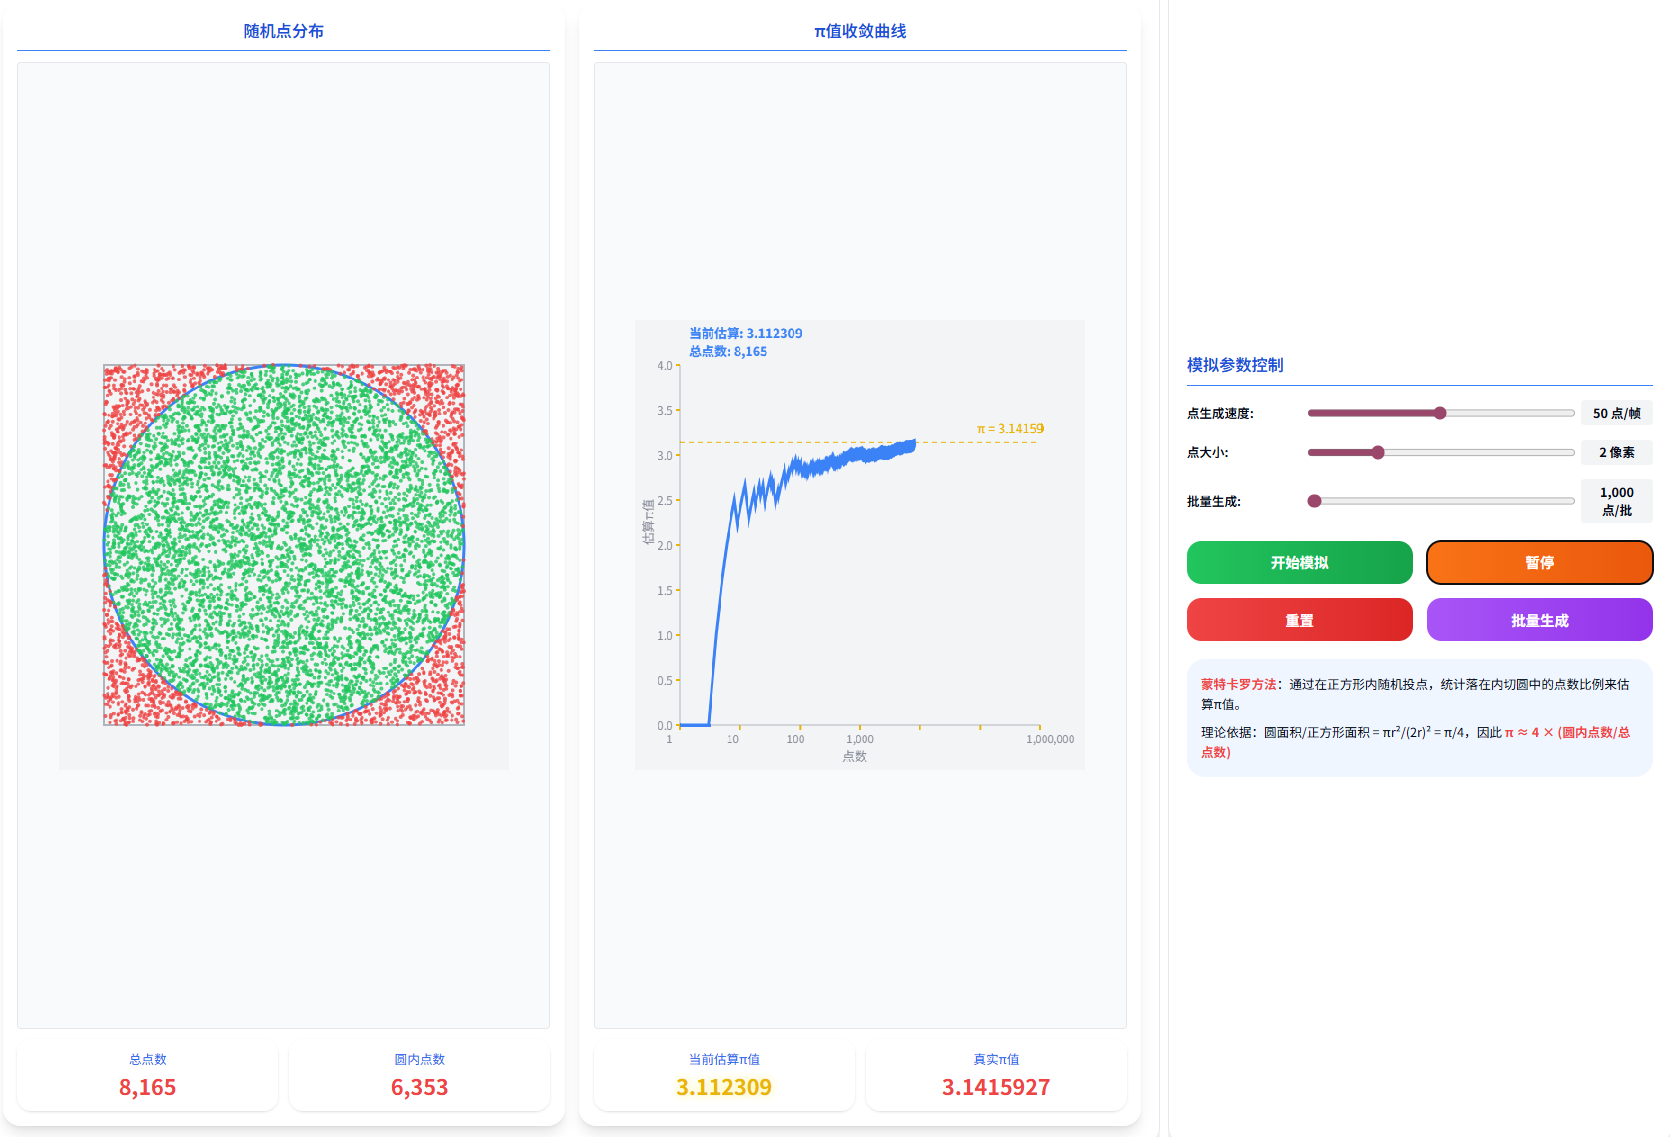 随机点分布
总点数
8,165
圆内点数
6,353
π值收敛曲线
当前估算: 3.112309
总点数: 8,165
4.0
3.5
π = 3.14159
3.0
2.5
估算π值
2.0
1.5
1.0
0.5
0.0
1
10
100
1,000
1,000,000
点数
当前估算π值
3.112309
真实π值
3.1415927
模拟参数控制
点生成速度:
50 点/帧
点大小:
2 像素
批量生成:
1,000
点/批
开始模拟
暂停
重置
批量生成
蒙特卡罗方法：通过在正方形内随机投点，统计落在内切圆中的点数比例来估
算π值。
理论依据：圆面积/正方形面积 = πr²/(2r)² = π/4，因此 π ≈ 4 × (圆内点数/总
点数)